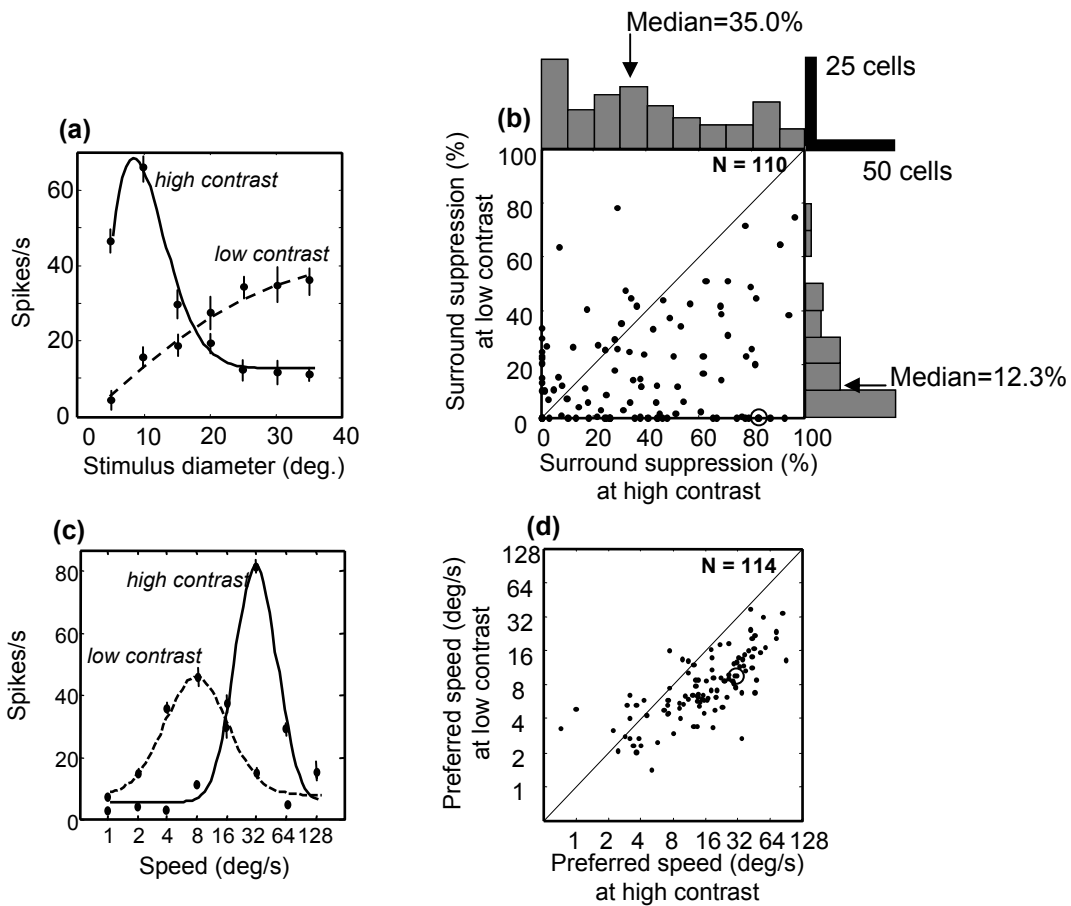 Median=35.0%
25 cells
50 cells
(a)
Spikes/s
60
40
20
0
high contrast
low contrast
0
10
20
30
40
Stimulus diameter (deg.)
(b)
N = 110
Surround suppression (%)
at low contrast
100
80
60
40
20
0
0
20
40
60
80
100
Median=12.3%
Surround suppression (%)
at high contrast
(c)
Spikes/s
80
60
40
20
0
high contrast
low contrast
1
2
4
8
16
32
64
128
Speed (deg/s)
(d)
N = 114
Preferred speed (deg/s)
at low contrast
128
64
32
16
8
4
2
1
1
2
4
8
16
32
64
128
Preferred speed (deg/s)
at high contrast